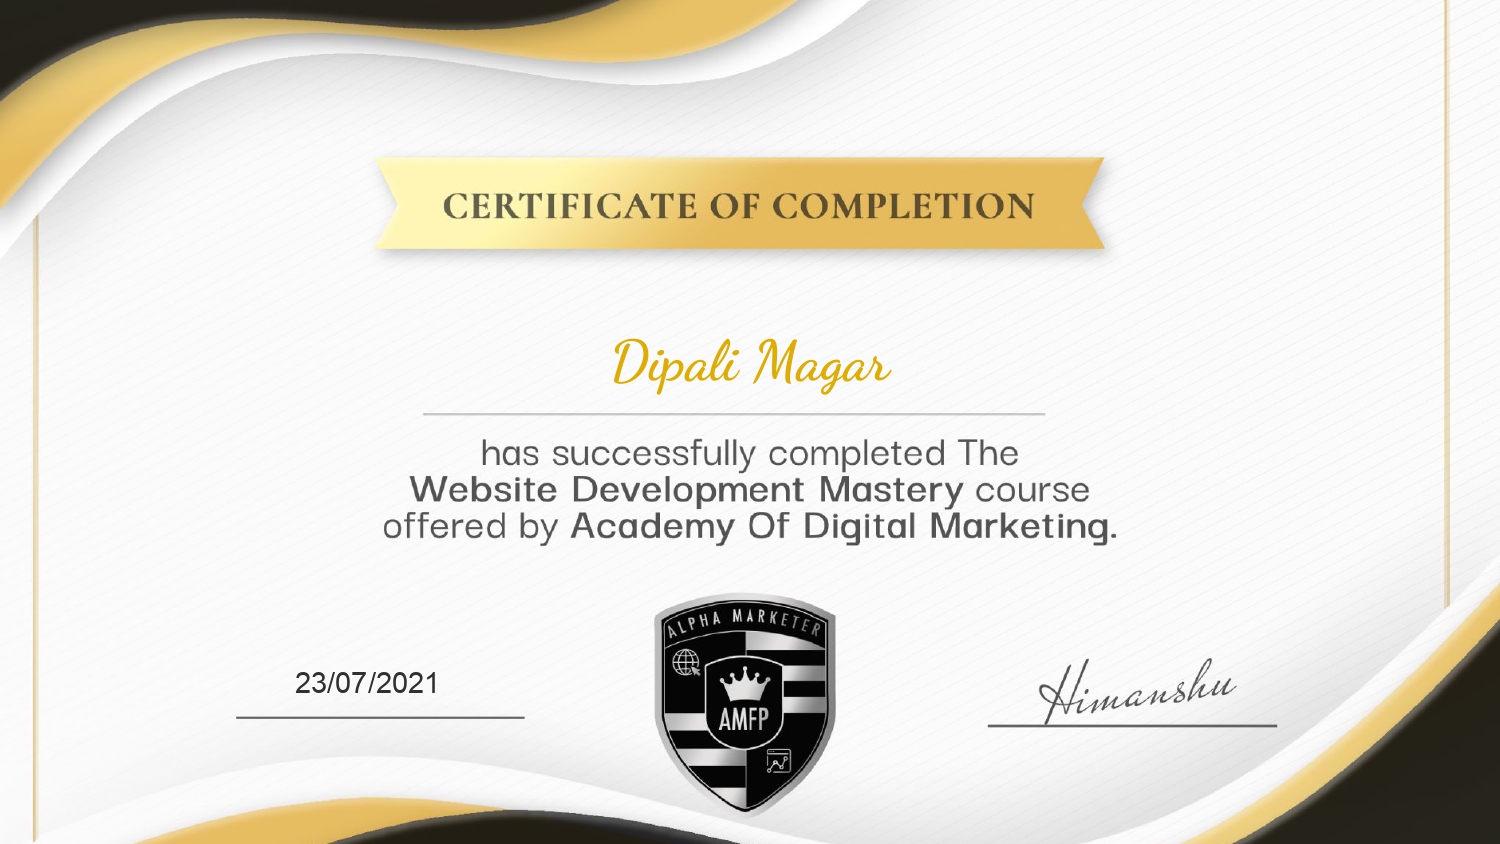 CERTIFICATE OF COMPLETION
Dipali Magar
has successfully completed The
Website Development Mastery course
offered by Academy Of Digital Marketing.
ALPHA MARKETER
AMFP
23/07/2021
Himanshu